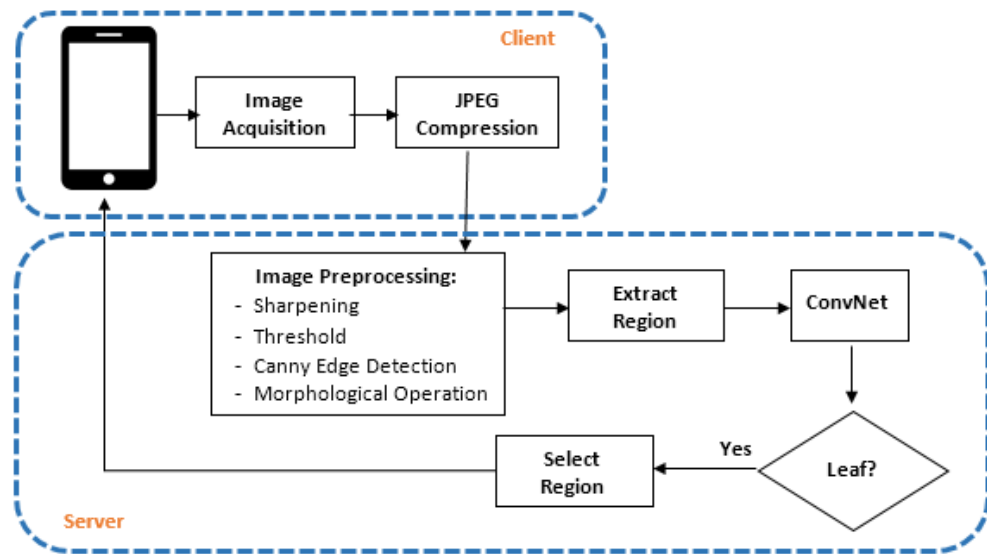 Client
Image
Acquisition
JPEG
Compression
Image Preprocessing:
- Sharpening
- Threshold
- Canny Edge Detection
- Morphological Operation
Extract
Region
ConvNet
Leaf?
Yes
Select
Region
Server